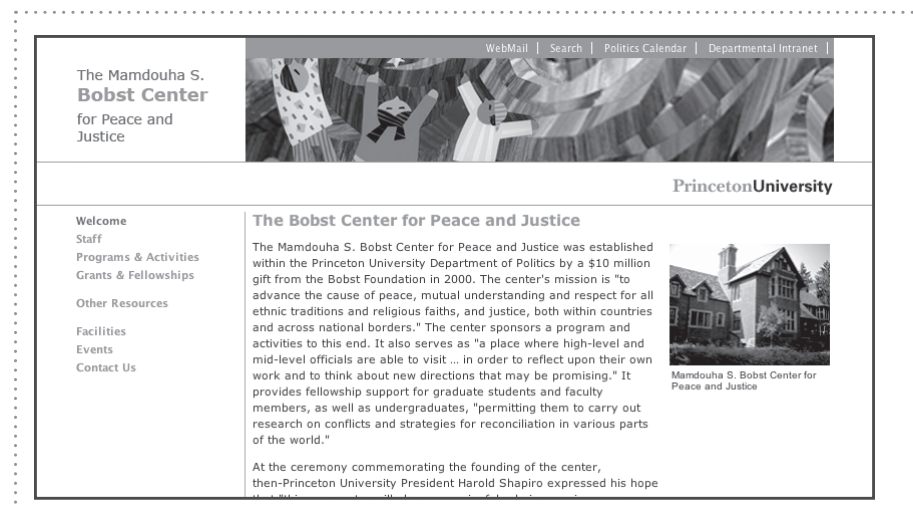 WebMail | Search | Politics Calendar | Departmental Intranet |
The Mamdouha S.
Bobst Center
for Peace and
Justice
PrincetonUniversity
Welcome
Staff
Programs & Activities
Grants & Fellowships
Other Resources
Facilities
Events
Contact Us
The Bobst Center for Peace and Justice
The Mamdouha S. Bobst Center for Peace and Justice was established
within the Princeton University Department of Politics by a $10 million
gift from the Bobst Foundation in 2000. The center's mission is "to
advance the cause of peace, mutual understanding and respect for all
ethnic traditions and religious faiths, and justice, both within countries
and across national borders." The center sponsors a program and
activities to this end. It also serves as "a place where high-level and
mid-level officials are able to visit ... in order to reflect upon their own
work and to think about new directions that may be promising." It
provides fellowship support for graduate students and faculty
members, as well as undergraduates, "permitting them to carry out
research on conflicts and strategies for reconciliation in various parts
of the world."
At the ceremony commemorating the founding of the center,
then-Princeton University President Harold Shapiro expressed his hope
Mamdouha S. Bobst Center for
Peace and Justice